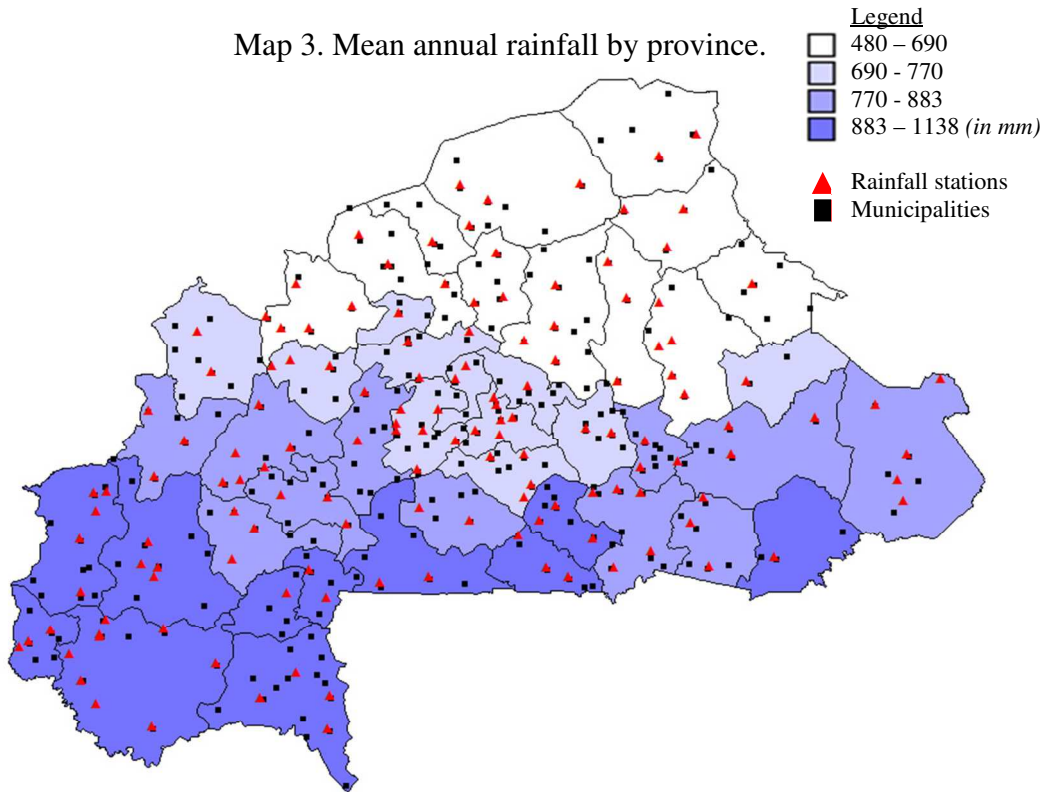 Map 3. Mean annual rainfall by province.
Legend
480 – 690
690 - 770
770 - 883
883 – 1138 (in mm)
Rainfall stations
Municipalities